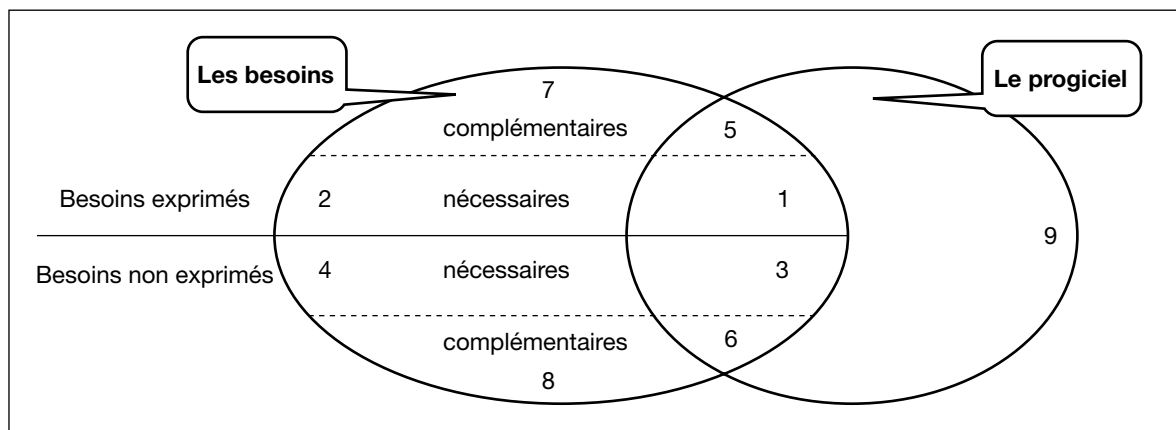 Les besoins
Le progiciel
7
complémentaires
5
Besoins exprimés
2
nécessaires
1
9
Besoins non exprimés
4
nécessaires
3
complémentaires
6
8